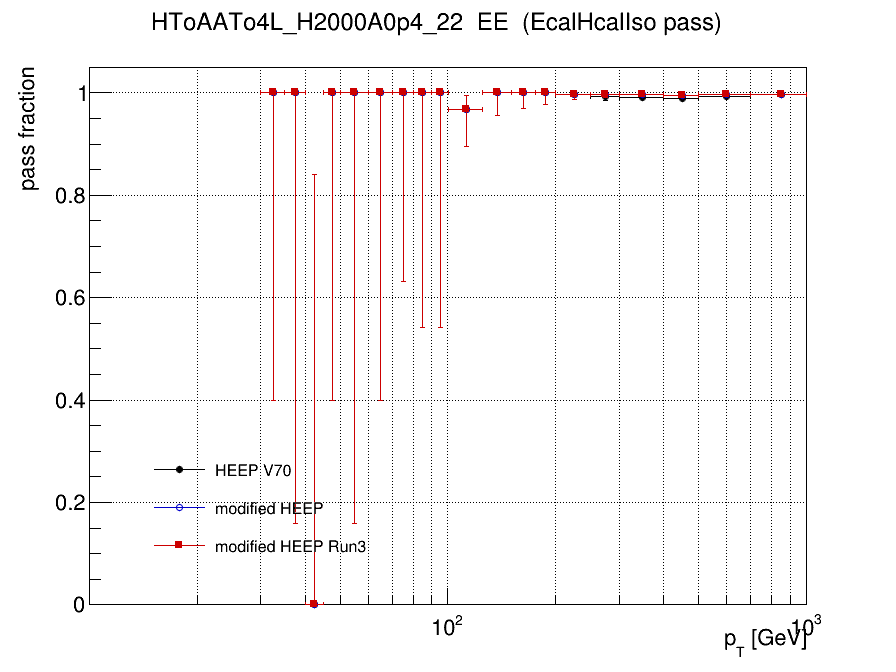 HToAATo4L_H2000A0p4_22 EE (EcalHcalIso pass)
pass fraction
1
0.8
0.6
0.4
0.2
0
HEEP V70
modified HEEP
modified HEEP Run3
10²
10³
p_T [GeV]